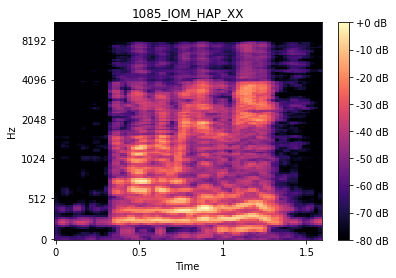 1085_IOM_HAP_XX
Hz
8192
4096
2048
1024
512
0
0
0.5
1
1.5
Time
+0 dB
-10 dB
-20 dB
-30 dB
-40 dB
-50 dB
-60 dB
-70 dB
-80 dB